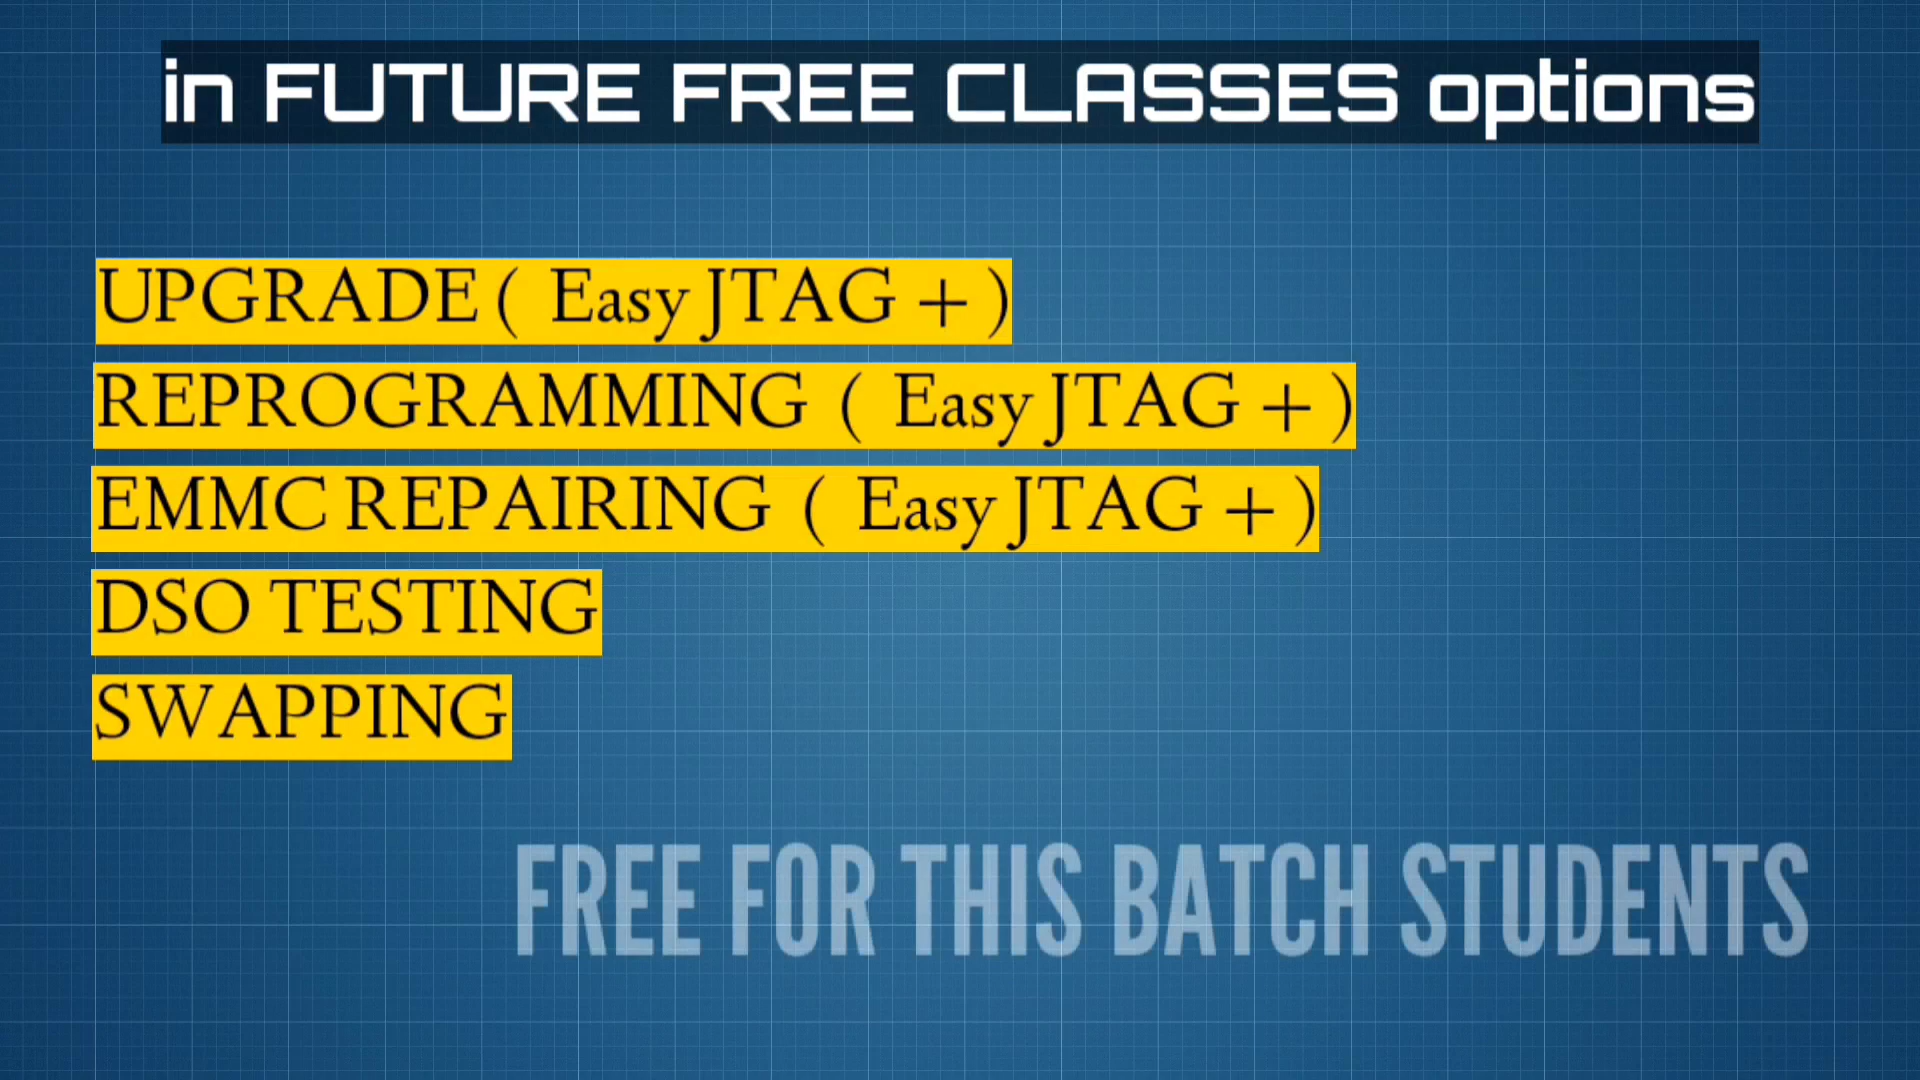 in FUTURE FREE CLASSES options
UPGRADE ( Easy JTAG + )
REPROGRAMMING ( Easy JTAG + )
EMMC REPAIRING ( Easy JTAG + )
DSO TESTING
SWAPPING
FREE FOR THIS BATCH STUDENTS